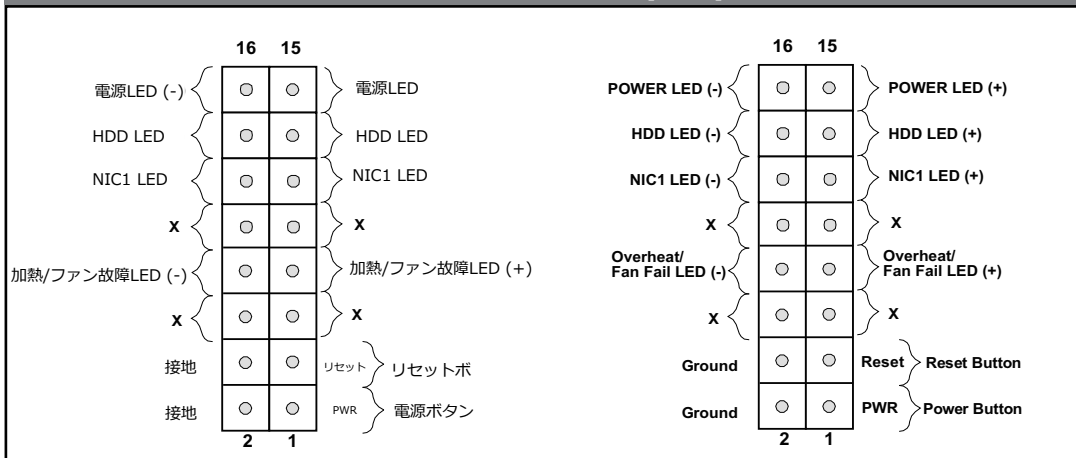 16 15
電源LED (-) 電源LED
HDD LED HDD LED
NIC1 LED NIC1 LED
X X
加熱/ファン故障LED (-) 加熱/ファン故障LED (+)
X X
接地 リセット リセットボ
接地 PWR 電源ボタン
2 1
16 15
POWER LED (-) POWER LED (+)
HDD LED (-) HDD LED (+)
NIC1 LED (-) NIC1 LED (+)
X X
Overheat/ Overheat/
Fan Fail LED (-) Fan Fail LED (+)
X X
Ground Reset Reset Button
Ground PWR Power Button
2 1